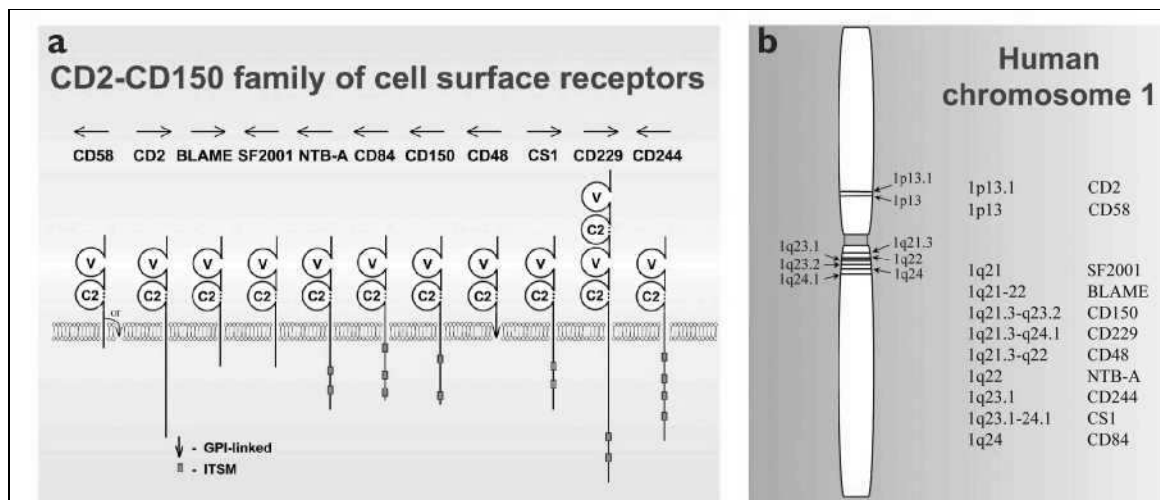 a
CD2-CD150 family of cell surface receptors
CD58 CD2 BLAME SF2001 NTB-A CD84 CD150 CD48 CS1 CD229 CD244
V
C2
V V V V V V V V V V V
C2 C2 C2 C2 C2 C2 C2 C2 C2 C2 C2
or
- GPI-linked
- ITSM
b
Human
chromosome 1
1p13.1
1p13
1q23.1 1q21.3
1q23.2 1q22
1q24.1 1q24
1p13.1 CD2
1p13 CD58
1q21 SF2001
1q21-22 BLAME
1q21.3-q23.2 CD150
1q21.3-q24.1 CD229
1q21.3-q22 CD48
1q22 NTB-A
1q23.1 CD244
1q23.1-24.1 CS1
1q24 CD84